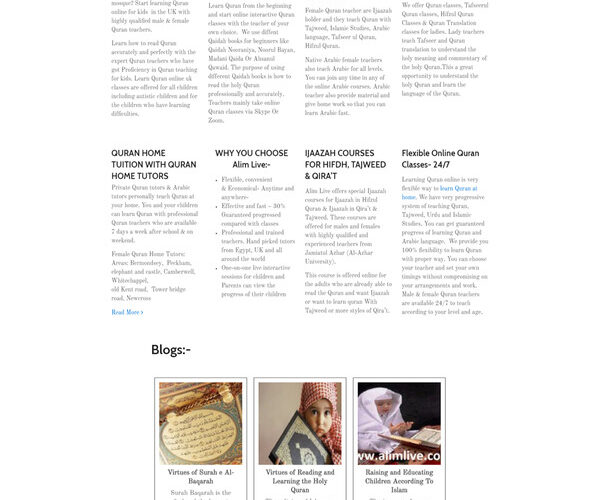 mosque? Start learning Quran
online for kids in the UK with
highly qualified male & female
Quran teachers.
Learn how to read Quran
accurately and perfectly with the
expert Quran teachers who have
got Proficiency in Quran teaching
for kids. Learn Quran online uk
classes are offered for all children
including autistic children and for
the children who have learning
difficulties.
Learn Quran from the beginning
and start online interactive Quran
classes with the teacher of your
own choice. We use diffent
Qaidah books for beginners like
Qaidah Nooraniya, Noorul Bayan,
Madani Qaida Or Alnanul
Qawaid. The purpose of using
different Qaidah books is how to
read the holy Quran
professionally and accurately.
Teachers mainly take online
Quran classes via Skype Or
Zoom.
Female Quran teacher are Ijazah
holder and they teach Quran with
Tajweed, Islamic Studies, Arabic
language, Tafseer ul Quran,
Hifzul Quran.
Native Arabic female teachers
also teach Arabic for all levels.
You can join any time in any of
the online Arabic courses. Arabic
teacher also provide material and
give home work so that you can
learn Arabic fast.
We offer Quran classes, Tafseerul
Quran classes, Hifzul Quran
Classes & Quran Translation
classes for ladies. Lady teachers
teach Tafseer and Quran
translation to understand the
holy meaning and commentary of
the holy Quran.This a great
opportunity to understand the
holy Quran and learn the
language of the Quran.
QURAN HOME
TUITION WITH QURAN
HOME TUTORS
Private Quran tutors & Arabic
tutors personally teach Quran at
your home. You and your children
can learn Quran with professional
Quran teachers who are available
7 days a week after school & on
weekend.
Female Quran Home Tutors:
Areas: Bermondsey, Peckham,
elephant and castle, Camberwell,
Whitechappel,
old Kent road, Tower bridge
road, Newcross
Read More >
WHY YOU CHOOSE
Alim Live:-
• Flexible, convenient
& Economical- Anytime and
anywhere-
• Effective and fast – 30%
Guaranteed progressed
compared with classes
• Professional and trained
teachers. Hand picked tutors
from Egypt, UK and all
around the world
• One-on-one live interactive
sessions for children and
Parents can view the
progress of their children
IJAAZAH COURSES
FOR HIFDH, TAJWEED
& QIRA'T
Alim Live offers special Ijazah
courses for Ijaazah in Hifzul
Quran & Ijaazah in Qira't &
Tajweed. These courses are
offered for males and females
with highly qualified and
experienced teachers from
Jamiatul Azhar (Al-Azhar
University),
This course is offered online for
the adults who are already able to
read the Quran and want Ijaazah
or want to learn quran With
Tajweed or more styles of Qira't.
Flexible Online Quran
Classes- 24/7
Learning Quran online is very
flexible way to learn Quran at
home. We have very progressive
system of teaching Quran,
Tajweed, Urdu and Islamic
Studies. You can get guaranteed
progress of learning Quran and
Arabic language. We provide you
100% flexibility to learn Quran
with proper way. You can choose
your teacher and set your own
timings without compromising on
your arrangements and work.
Male & female Quran teachers
are available 24/7 to teach
according to your level and age.
Blogs:-
www.alimlive.co
Virtues of Surah e Al-
Baqarah
Surah Baqarah is the
Virtues of Reading and
Learning the Holy
Quran
Raising and Educating
Children According To
Islam